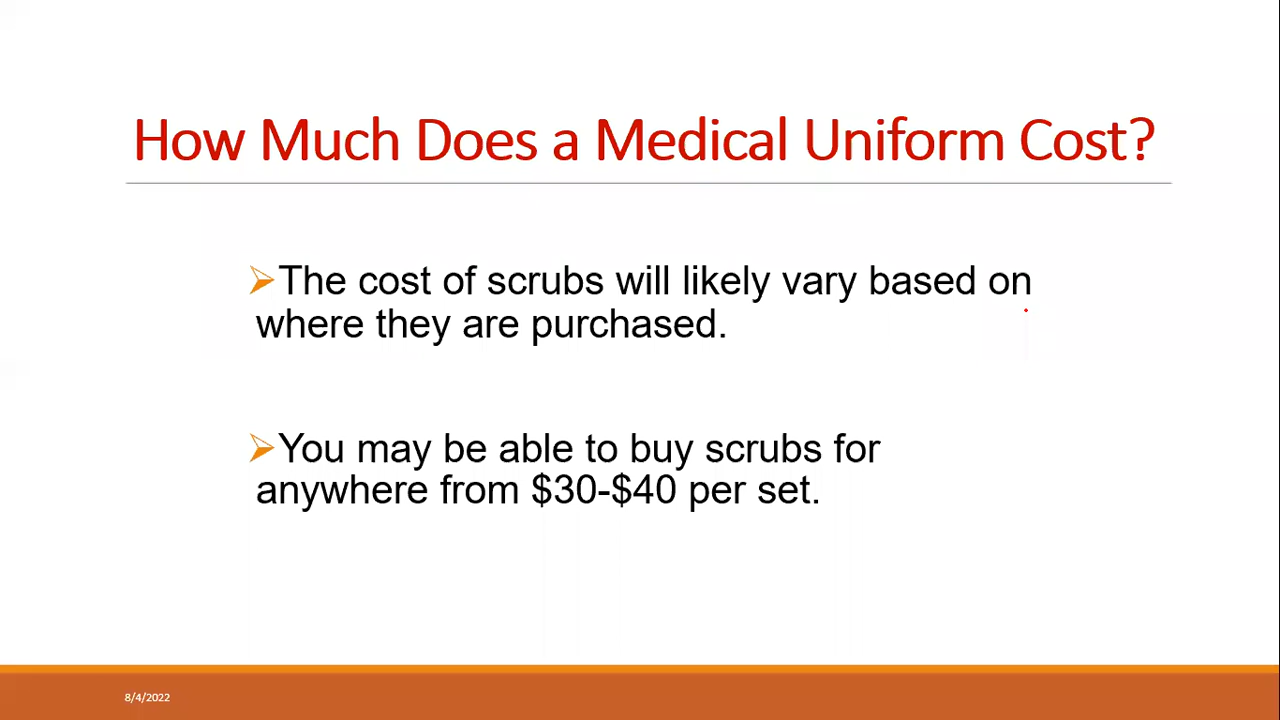 How Much Does a Medical Uniform Cost?
➢The cost of scrubs will likely vary based on
where they are purchased.
➢You may be able to buy scrubs for
anywhere from $30-$40 per set.
8/4/2022